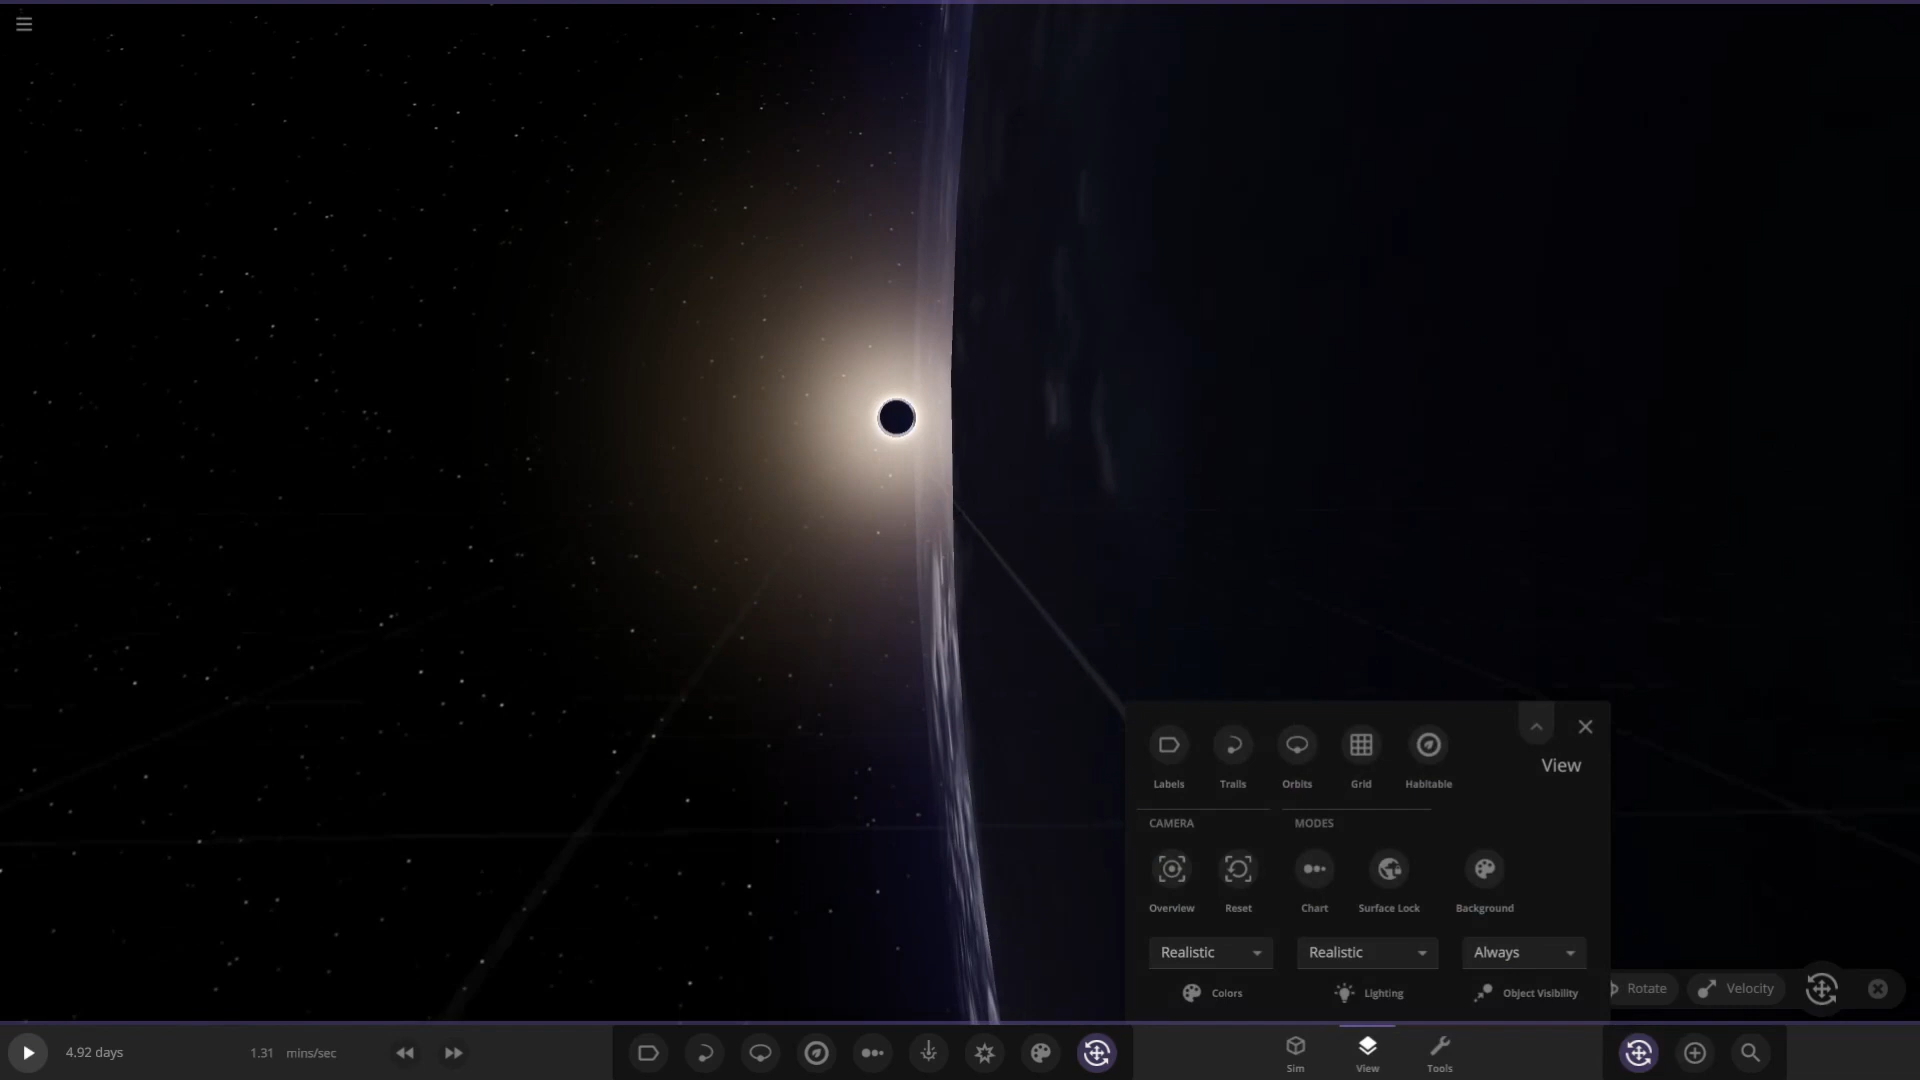 Labels Trails Orbits Grid Habitable
View
CAMERA MODES
Overview Reset Chart Surface Lock Background
Realistic Realistic Always
Colors Lighting Object Visibility
Rotate Velocity
4.92 days 1.31 mins/sec Sim View Tools